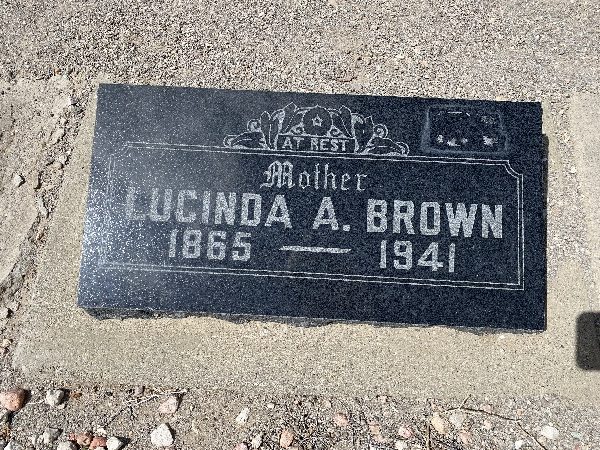 AT REST
Mother
LUCINDA A. BROWN
1865 — 1941